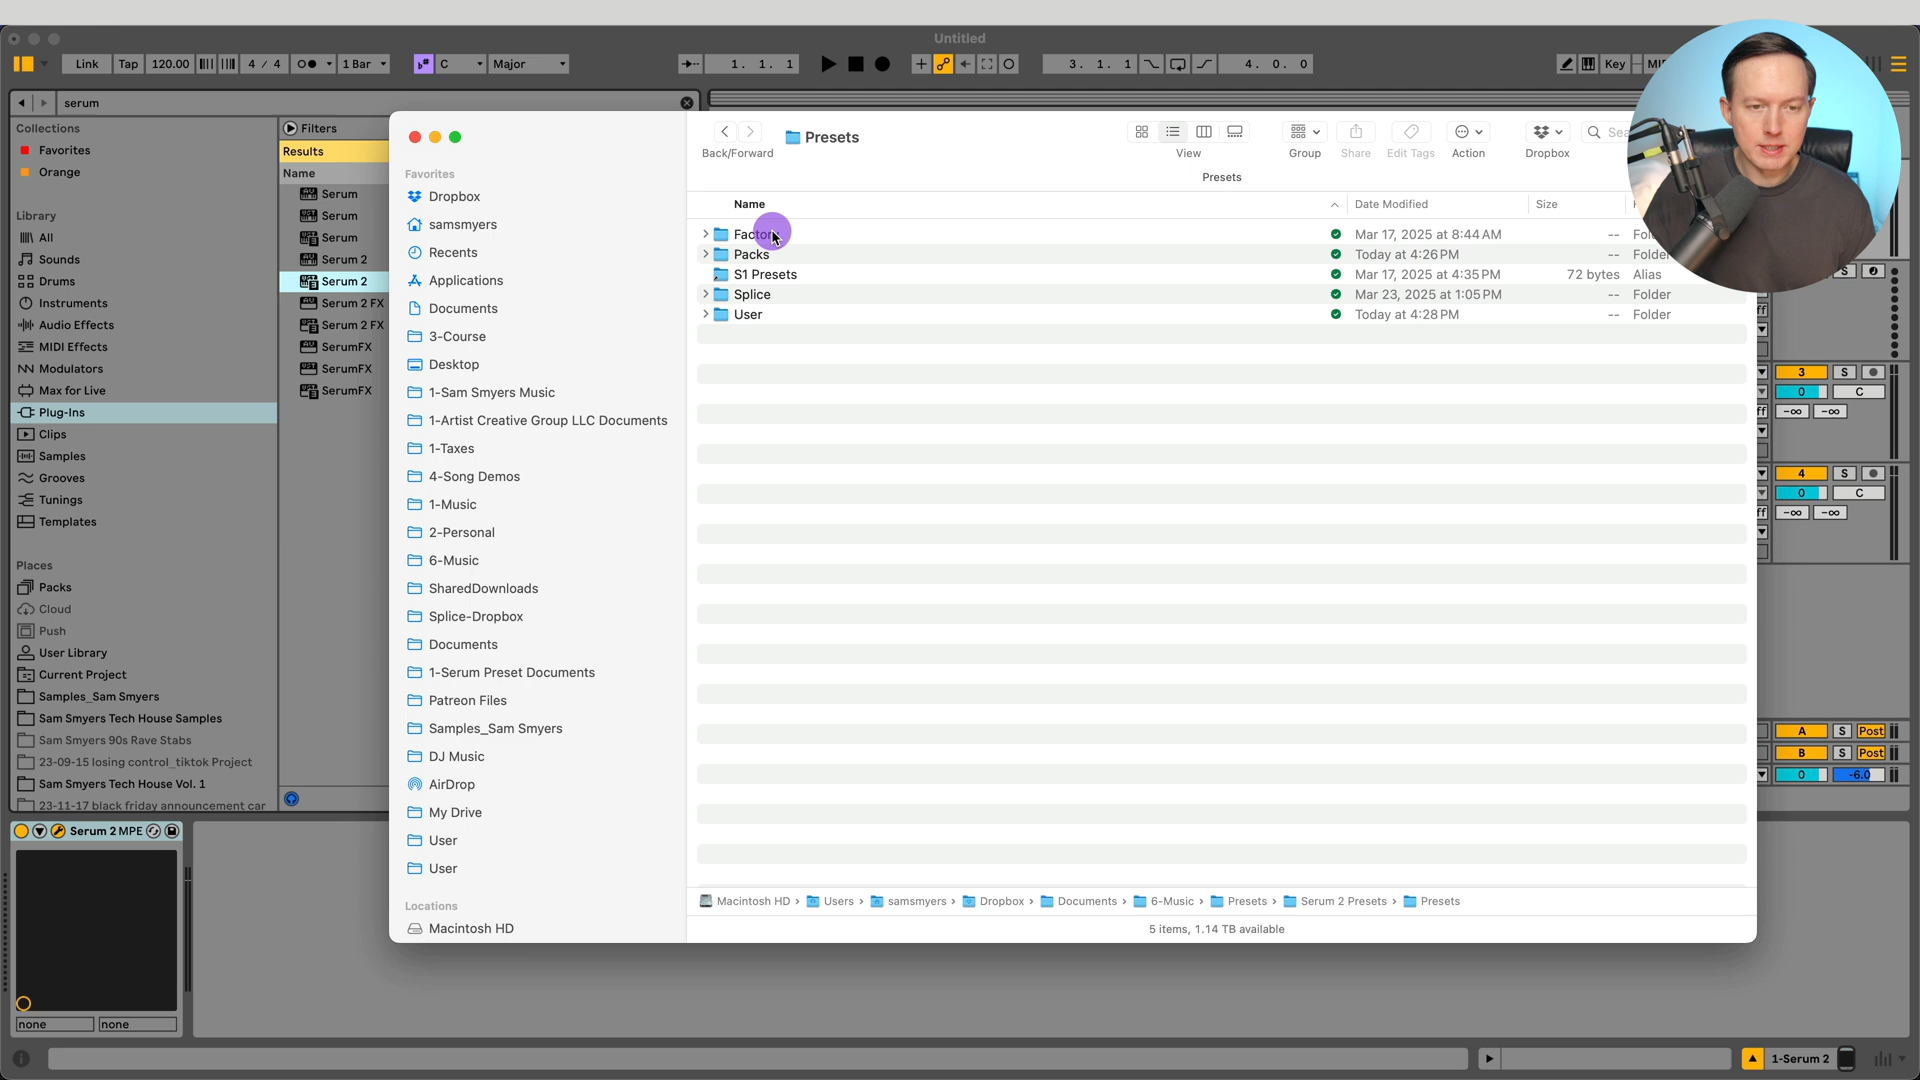 Untitled
Link Tap 120.00 4 / 4 1 Bar C Major 1. 1. 1 3. 1. 1 4. 0. 0 Key
serum
Collections
Favorites
Orange
Library
All
Sounds
Drums
Instruments
Audio Effects
MIDI Effects
Modulators
Max for Live
Plug-Ins
Clips
Samples
Grooves
Tunings
Templates
Places
Packs
Cloud
Push
User Library
Current Project
Samples_Sam Smyers
Sam Smyers Tech House Samples
Sam Smyers 90s Rave Stabs
23-09-15 losing control_tiktok Project
Sam Smyers Tech House Vol. 1
23-11-17 black friday announcement car
Filters
Results
Name
Serum
Serum
Serum
Serum 2
Serum 2
Serum 2 FX
Serum 2 FX
SerumFX
SerumFX
SerumFX
Favorites
Dropbox
samsmyers
Recents
Applications
Documents
3-Course
Desktop
1-Sam Smyers Music
1-Artist Creative Group LLC Documents
1-Taxes
4-Song Demos
1-Music
2-Personal
6-Music
SharedDownloads
Splice-Dropbox
Documents
1-Serum Preset Documents
Patreon Files
Samples_Sam Smyers
DJ Music
AirDrop
My Drive
User
User
Locations
Macintosh HD
Presets
Back/Forward View Group Share Edit Tags Action Dropbox
Presets
Name Date Modified Size
Mar 17, 2025 at 8:44 AM --
Packs Today at 4:26 PM -- Folder
S1 Presets Mar 17, 2025 at 4:35 PM 72 bytes Alias
Splice Mar 23, 2025 at 1:05 PM -- Folder
User Today at 4:28 PM -- Folder
Macintosh HD › Users › samsmyers › Dropbox › Documents › 6-Music › Presets › Serum 2 Presets › Presets
5 items, 1.14 TB available
S
3 S
0 C
-∞ -∞
4 S
0 C
-∞ -∞
A S Post
B S Post
0 -6.0
Serum 2 MPE
none none
1-Serum 2